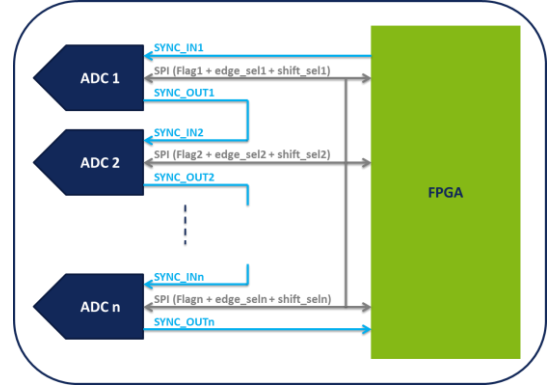 SYNC_IN1
ADC 1
SPI (Flag1 + edge_sel1 + shift_sel1)
SYNC_OUT1
SYNC_IN2
ADC 2
SPI (Flag2 + edge_sel2 + shift_sel2)
SYNC_OUT2
FPGA
SYNC_INn
ADC n
SPI (Flagn + edge_seln + shift_seln)
SYNC_OUTn